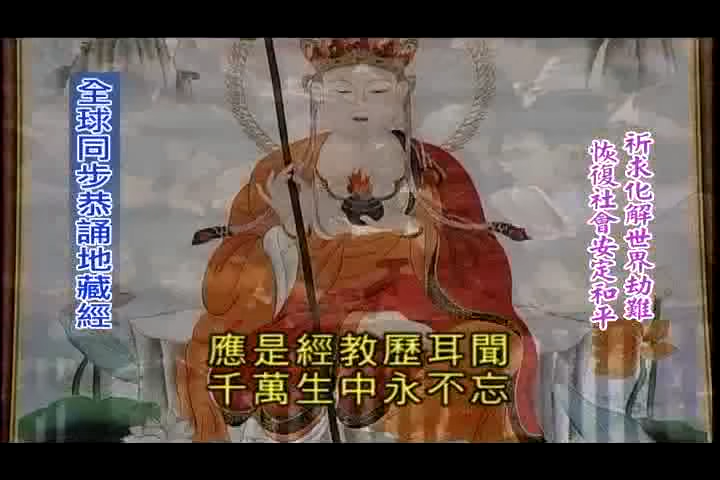 全球同步恭誦地藏經
祈求化解世界劫難
恢復社會安定和平
應是經教歷耳聞
千萬生中永不忘